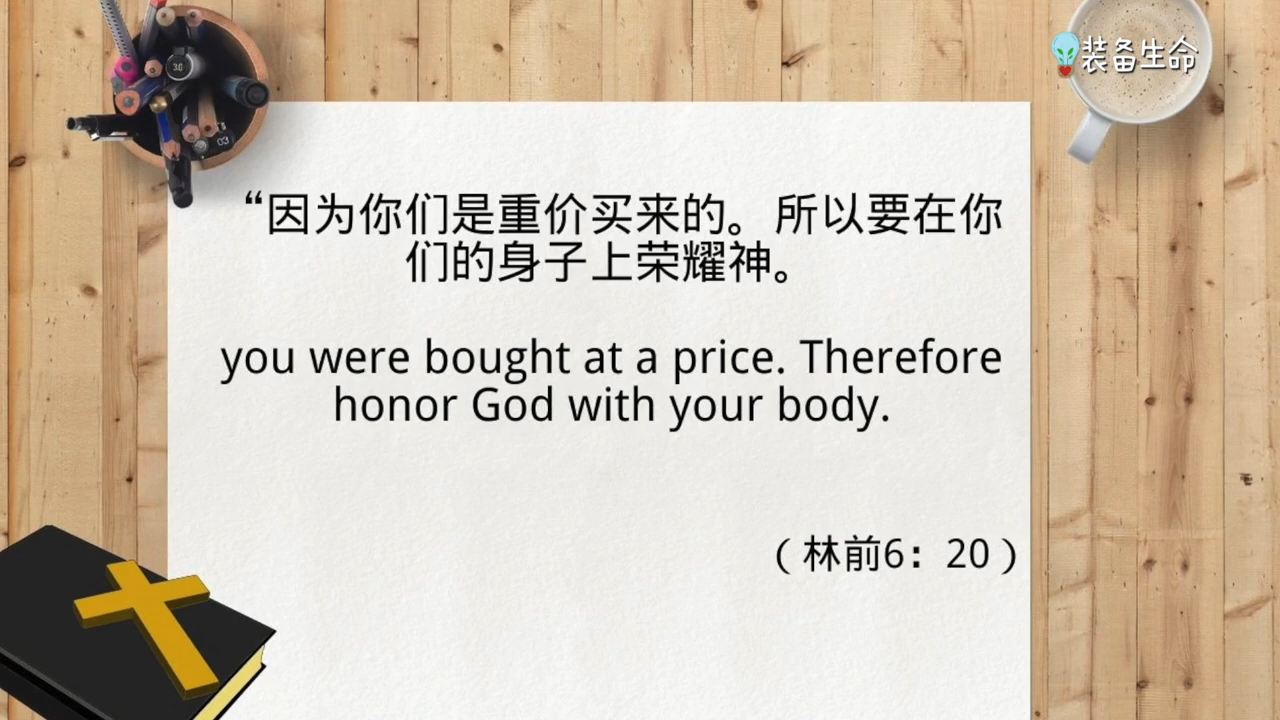 装备生命
30
03
“因为你们是重价买来的。所以要在你
们的身子上荣耀神。
you were bought at a price. Therefore
honor God with your body.
（林前6：20）